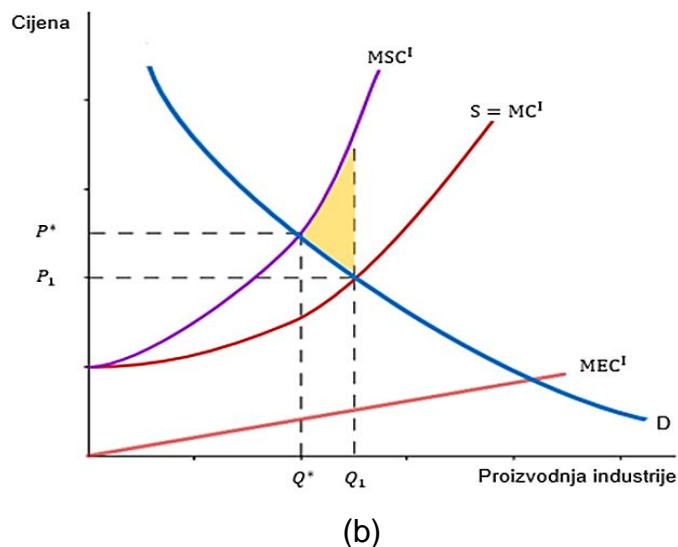 Cijena
MSC^I
S = MC^I
P*
P₁
MEC^I
D
Q* Q₁ Proizvodnja industrije
(b)